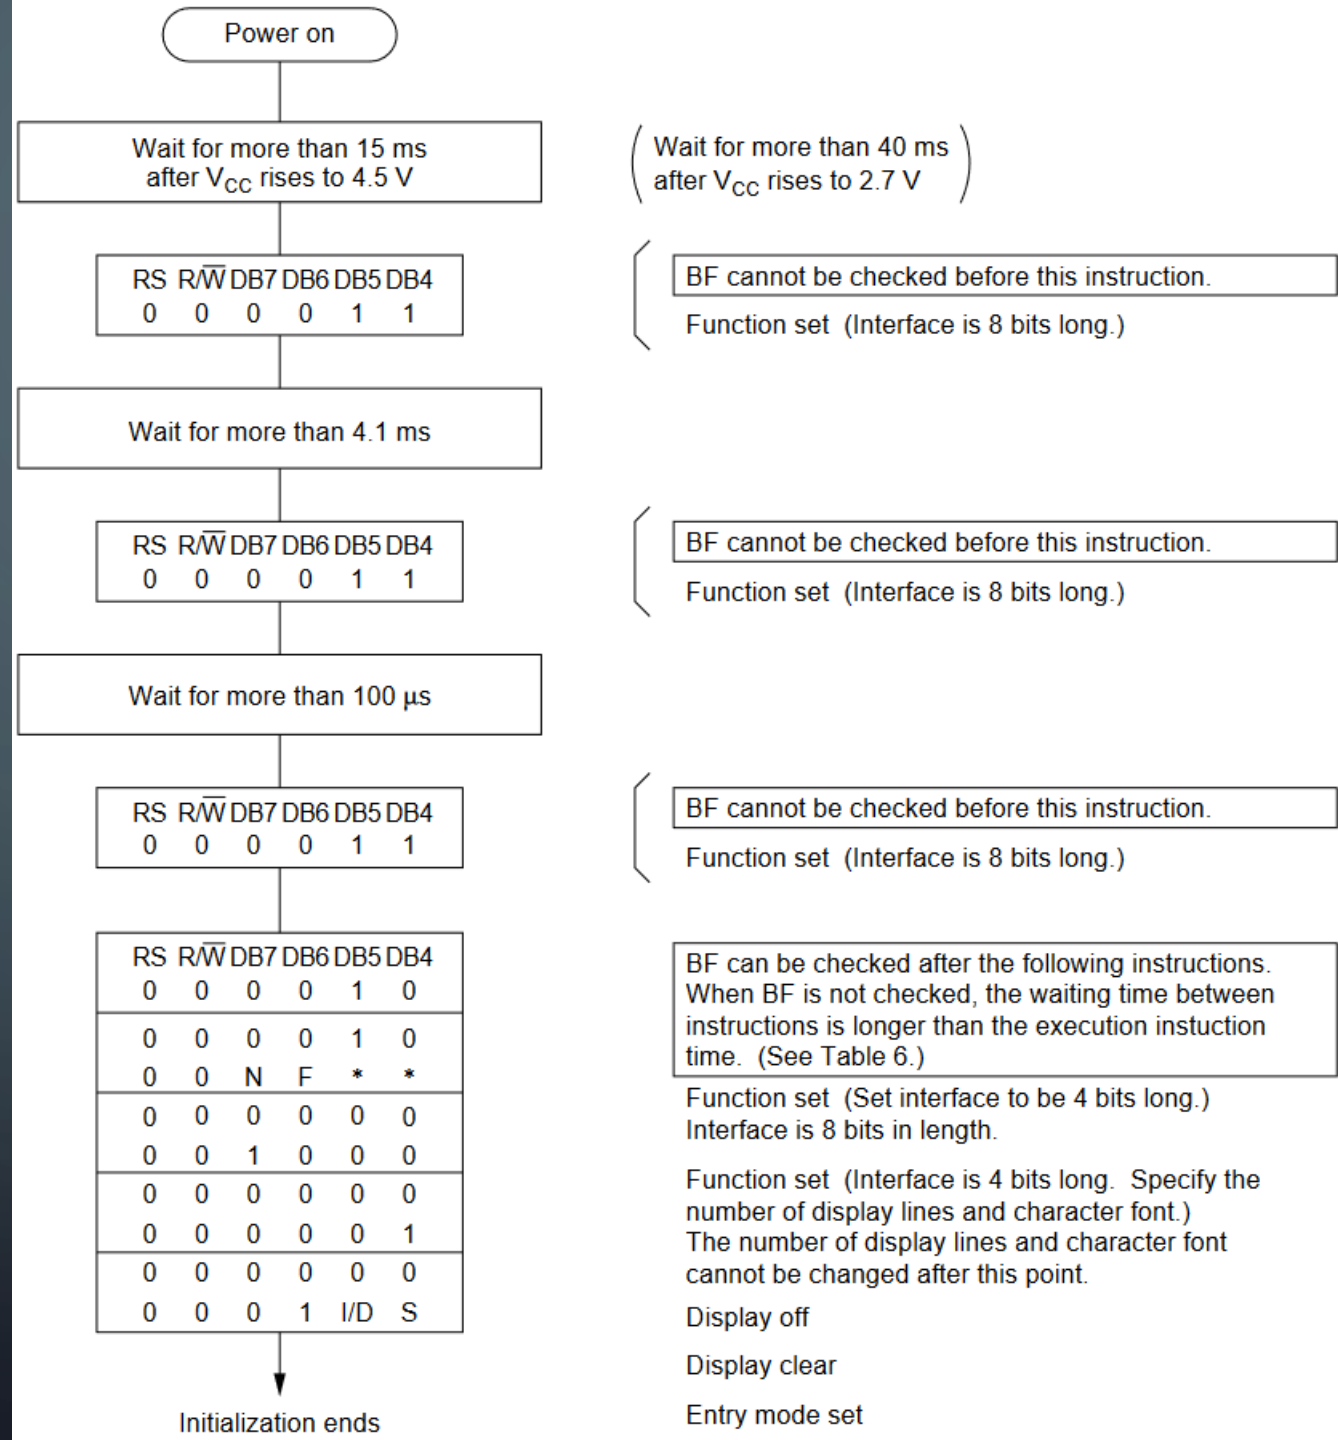 Power on
Wait for more than 15 ms
after VCC rises to 4.5 V
Wait for more than 40 ms
after VCC rises to 2.7 V
RS R/W̅ DB7 DB6 DB5 DB4
0 0 0 0 1 1
BF cannot be checked before this instruction.
Function set (Interface is 8 bits long.)
Wait for more than 4.1 ms
RS R/W̅ DB7 DB6 DB5 DB4
0 0 0 0 1 1
BF cannot be checked before this instruction.
Function set (Interface is 8 bits long.)
Wait for more than 100 µs
RS R/W̅ DB7 DB6 DB5 DB4
0 0 0 0 1 1
BF cannot be checked before this instruction.
Function set (Interface is 8 bits long.)
RS R/W̅ DB7 DB6 DB5 DB4
0 0 0 0 1 0
0 0 0 0 1 0
0 0 N F * *
0 0 0 0 0 0
0 0 1 0 0 0
0 0 0 0 0 0
0 0 0 0 0 1
0 0 0 0 0 0
0 0 0 1 I/D S
BF can be checked after the following instructions.
When BF is not checked, the waiting time between
instructions is longer than the execution instuction
time. (See Table 6.)
Function set (Set interface to be 4 bits long.)
Interface is 8 bits in length.
Function set (Interface is 4 bits long. Specify the
number of display lines and character font.)
The number of display lines and character font
cannot be changed after this point.
Display off
Display clear
Entry mode set
Initialization ends